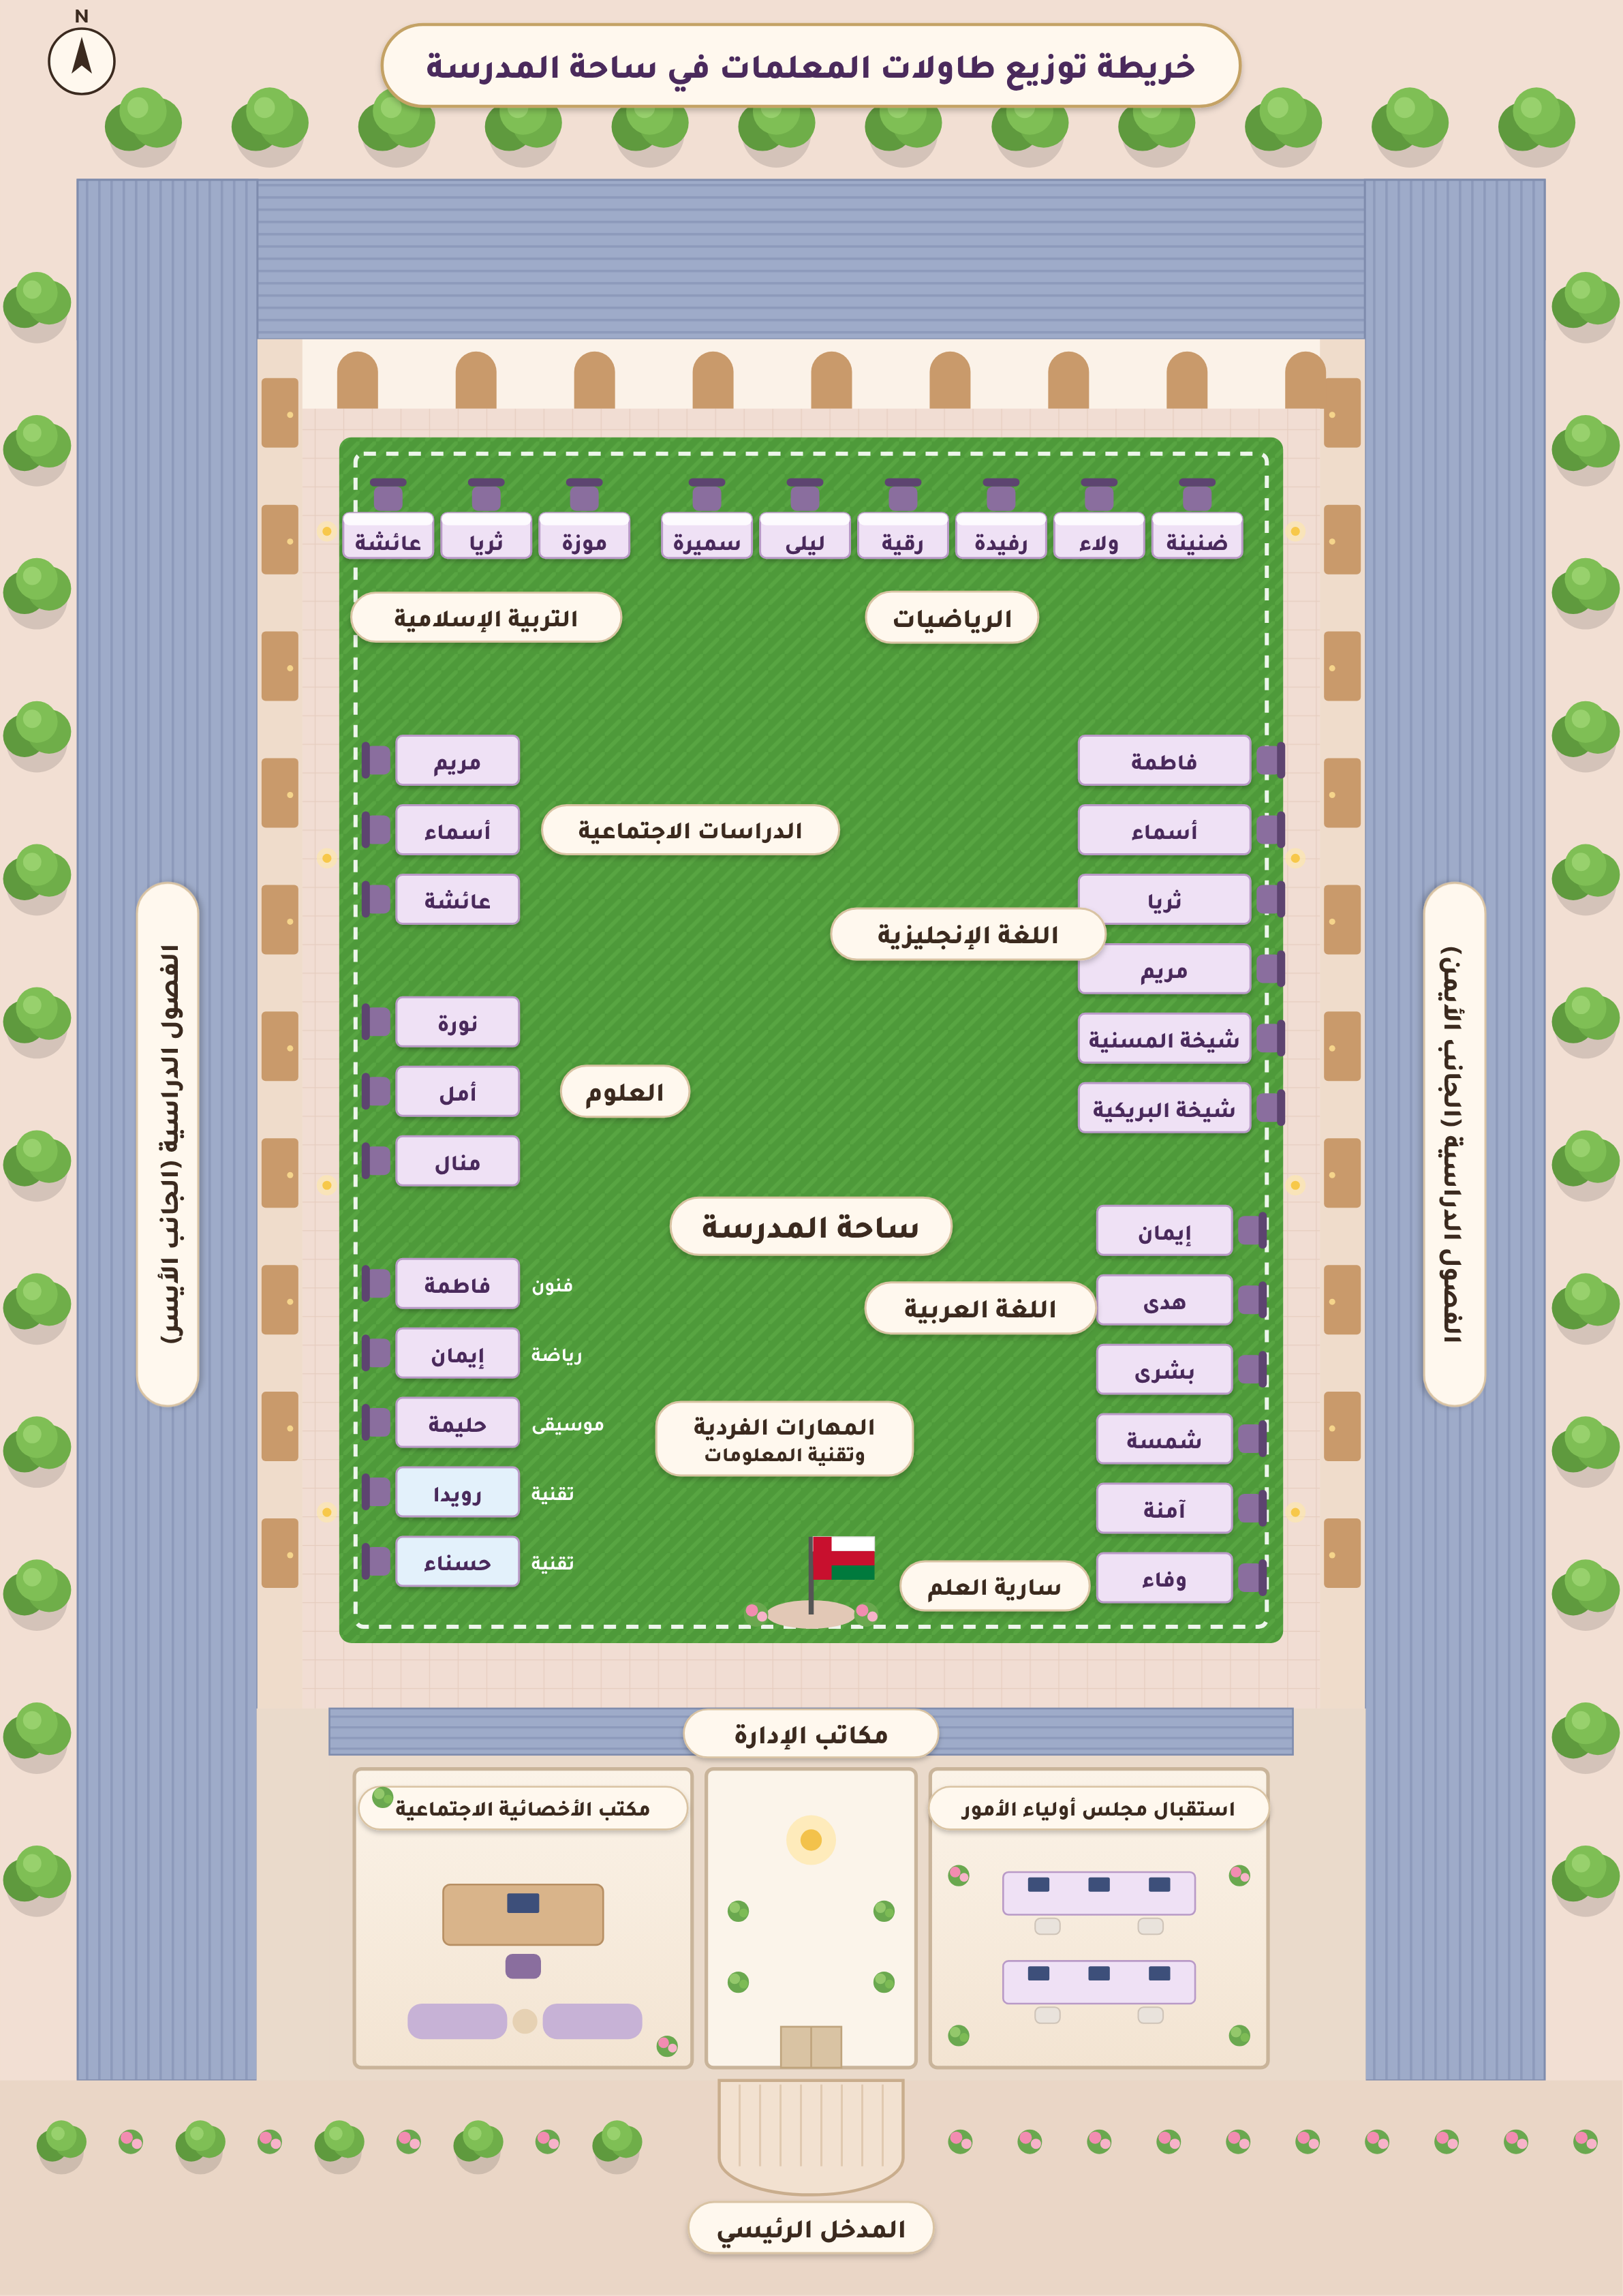 N
خريطة توزيع طاولات المعلمات في ساحة المدرسة
ضنينة
ولاء
رفيدة
رقية
ليلى
سميرة
موزة
ثريا
عائشة
الرياضيات
التربية الإسلامية
فاطمة
أسماء
ثريا
مريم
شيخة المسنية
شيخة البريكية
اللغة الإنجليزية
مريم
أسماء
عائشة
الدراسات الاجتماعية
نورة
أمل
منال
العلوم
ساحة المدرسة
إيمان
هدى
بشرى
شمسة
آمنة
وفاء
اللغة العربية
فاطمة
فنون
إيمان
رياضة
حليمة
موسيقى
رويدا
تقنية
حسناء
تقنية
المهارات الفردية
وتقنية المعلومات
سارية العلم
الفصول الدراسية (الجانب الأيمن)
الفصول الدراسية (الجانب الأيسر)
مكاتب الإدارة
استقبال مجلس أولياء الأمور
مكتب الأخصائية الاجتماعية
المدخل الرئيسي